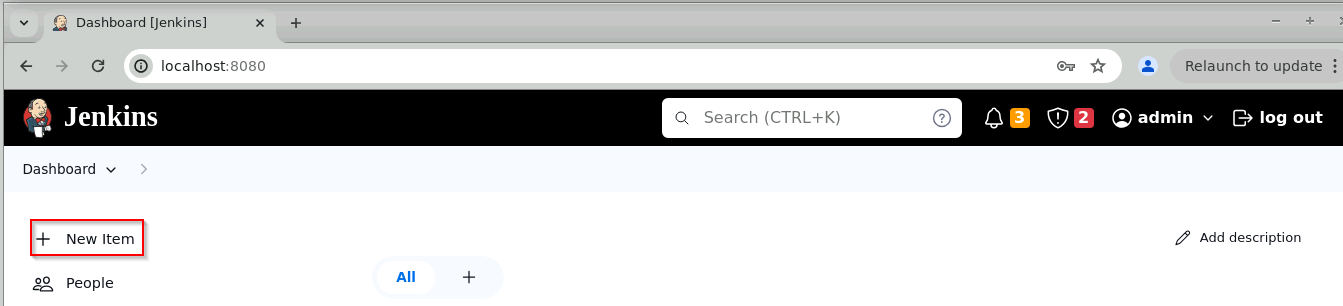 Dashboard [Jenkins]
localhost:8080
Relaunch to update
Jenkins
Search (CTRL+K)
3
2
admin
log out
Dashboard
New Item
Add description
People
All